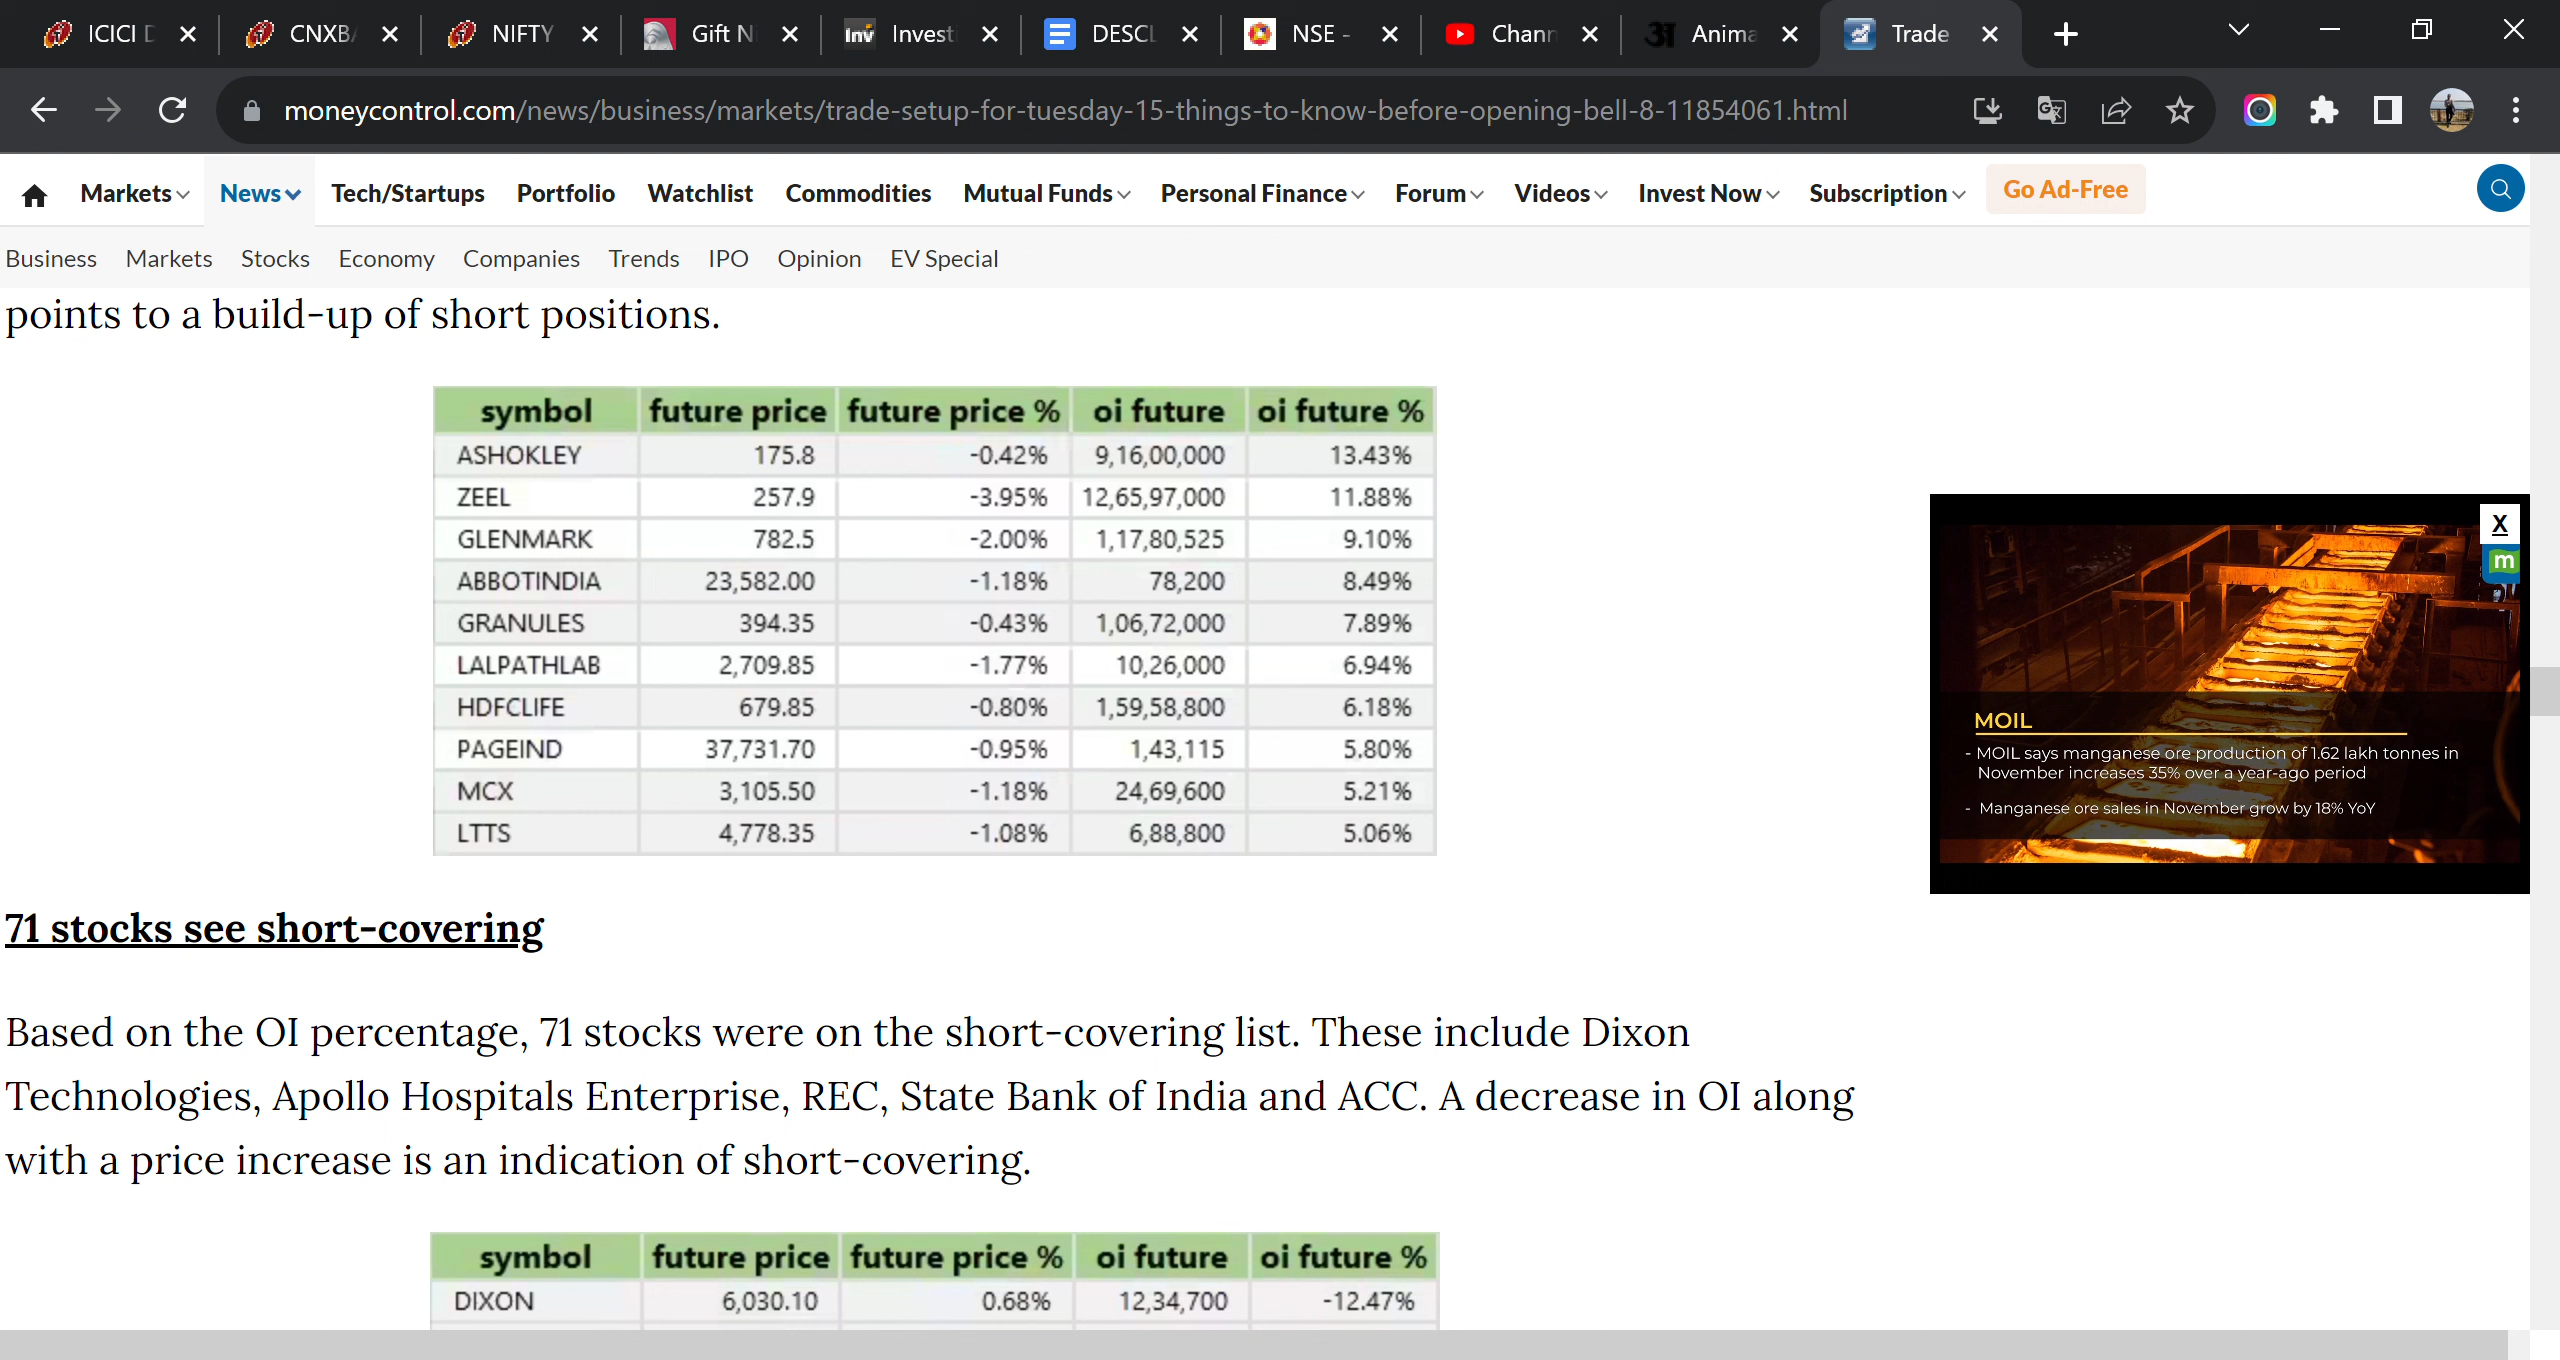 ICICI CNXB NIFTY Gift N Invest DESCL NSE - Chann Anima Trade
moneycontrol.com/news/business/markets/trade-setup-for-tuesday-15-things-to-know-before-opening-bell-8-11854061.html
Markets News Tech/Startups Portfolio Watchlist Commodities Mutual Funds Personal Finance Forum Videos Invest Now Subscription Go Ad-Free
Business Markets Stocks Economy Companies Trends IPO Opinion EV Special
points to a build-up of short positions.
symbol future price future price % oi future oi future %
ASHOKLEY 175.8 -0.42% 9,16,00,000 13.43%
ZEEL 257.9 -3.95% 12,65,97,000 11.88%
GLENMARK 782.5 -2.00% 1,17,80,525 9.10%
ABBOTINDIA 23,582.00 -1.18% 78,200 8.49%
GRANULES 394.35 -0.43% 1,06,72,000 7.89%
LALPATHLAB 2,709.85 -1.77% 10,26,000 6.94%
HDFCLIFE 679.85 -0.80% 1,59,58,800 6.18%
PAGEIND 37,731.70 -0.95% 1,43,115 5.80%
MCX 3,105.50 -1.18% 24,69,600 5.21%
LTTS 4,778.35 -1.08% 6,88,800 5.06%
X
m
MOIL
- MOIL says manganese ore production of 1.62 lakh tonnes in
November increases 35% over a year-ago period
- Manganese ore sales in November grow by 18% YoY
71 stocks see short-covering
Based on the OI percentage, 71 stocks were on the short-covering list. These include Dixon
Technologies, Apollo Hospitals Enterprise, REC, State Bank of India and ACC. A decrease in OI along
with a price increase is an indication of short-covering.
symbol future price future price % oi future oi future %
DIXON 6,030.10 0.68% 12,34,700 -12.47%